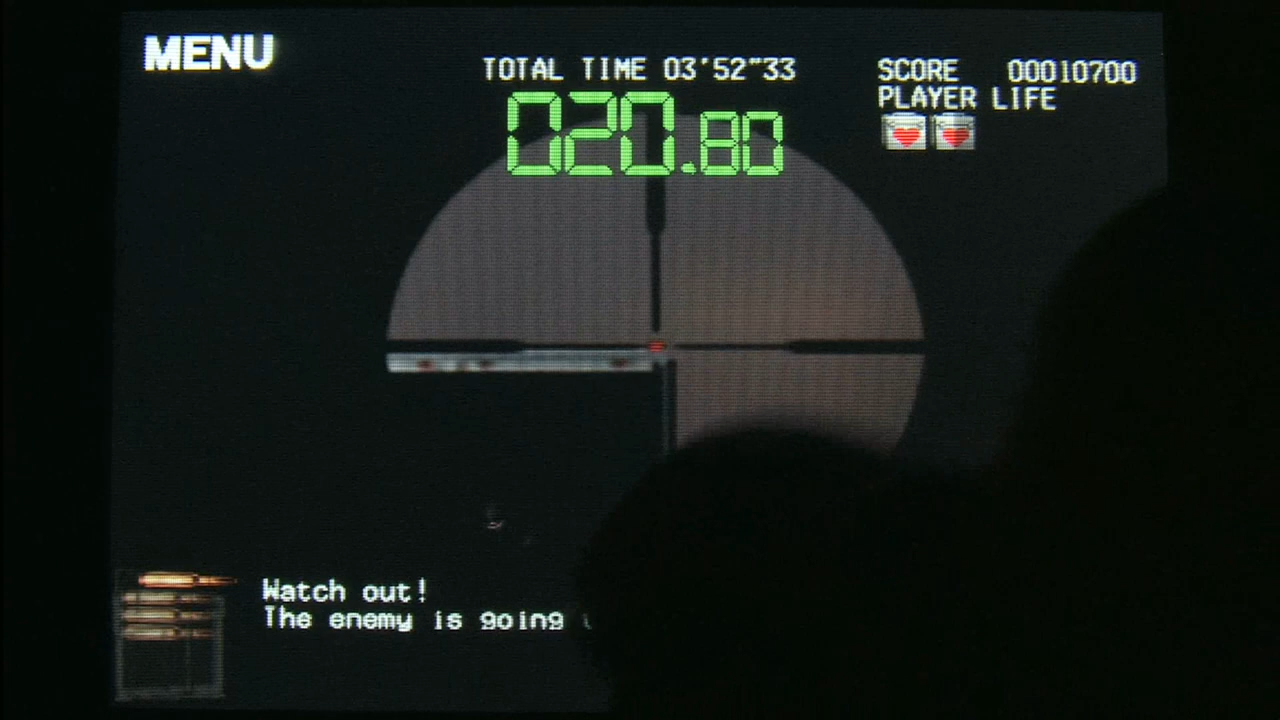 MENU
TOTAL TIME 03'52"33
020.80
SCORE 00010700
PLAYER LIFE
Watch out!
The enemy is going